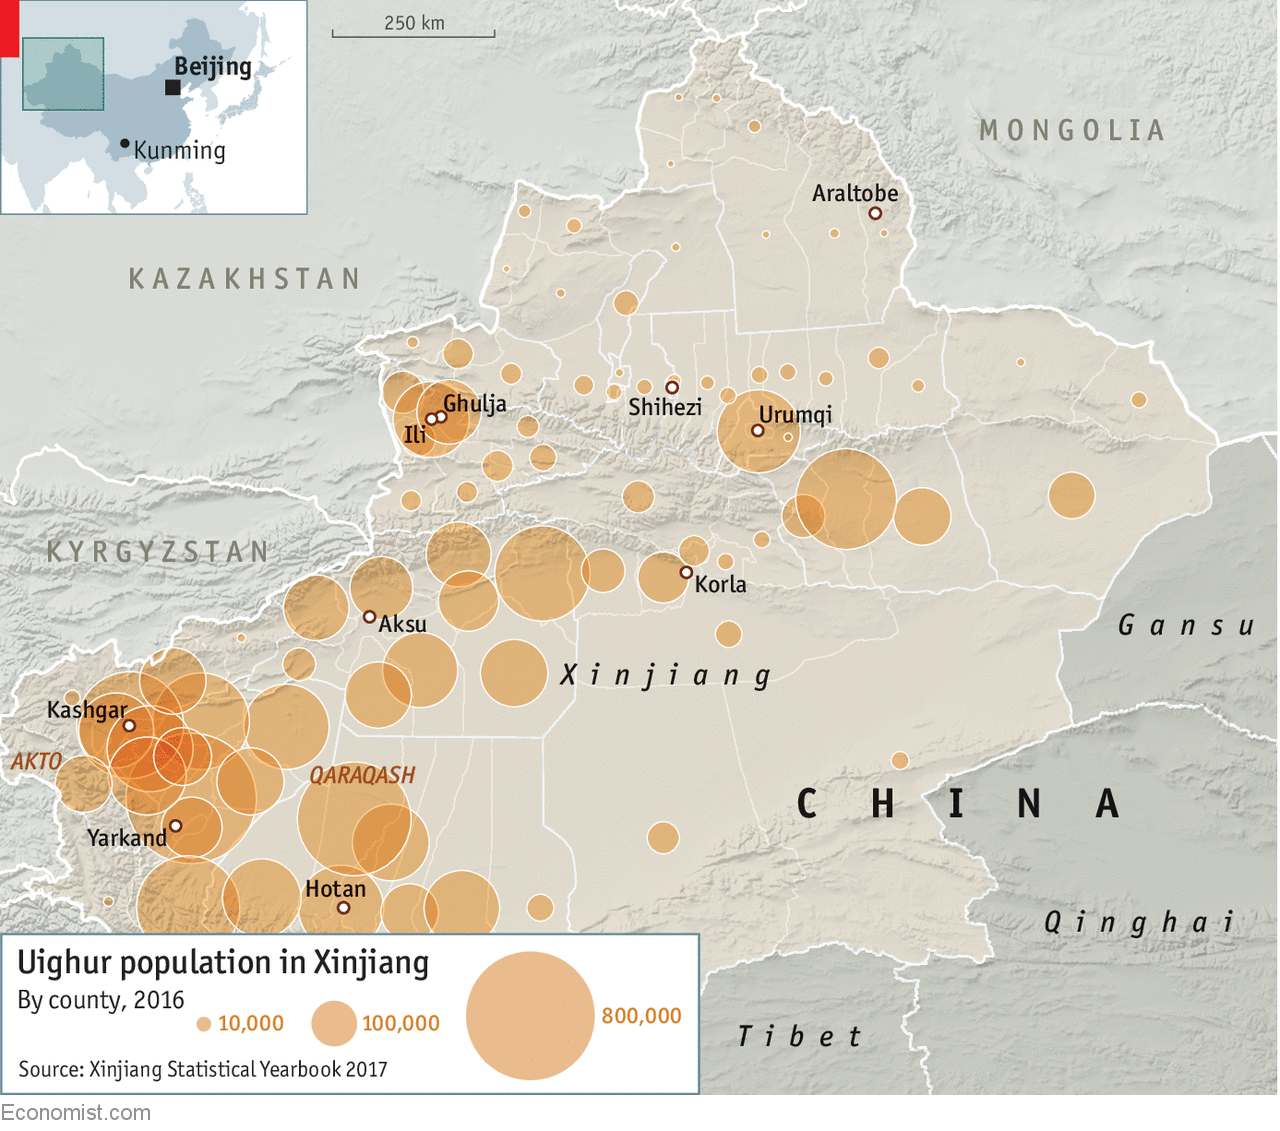 Beijing
Kunming
250 km
MONGOLIA
Araltobe
KAZAKHSTAN
Ghulja
Ili
Shihezi
Urumqi
KYRGYZSTAN
Korla
Aksu
Gansu
Xinjiang
Kashgar
AKTO
QARAQASH
CHINA
Yarkand
Hotan
Qinghai
Tibet
Uighur population in Xinjiang
By county, 2016
10,000
100,000
800,000
Source: Xinjiang Statistical Yearbook 2017
Economist.com